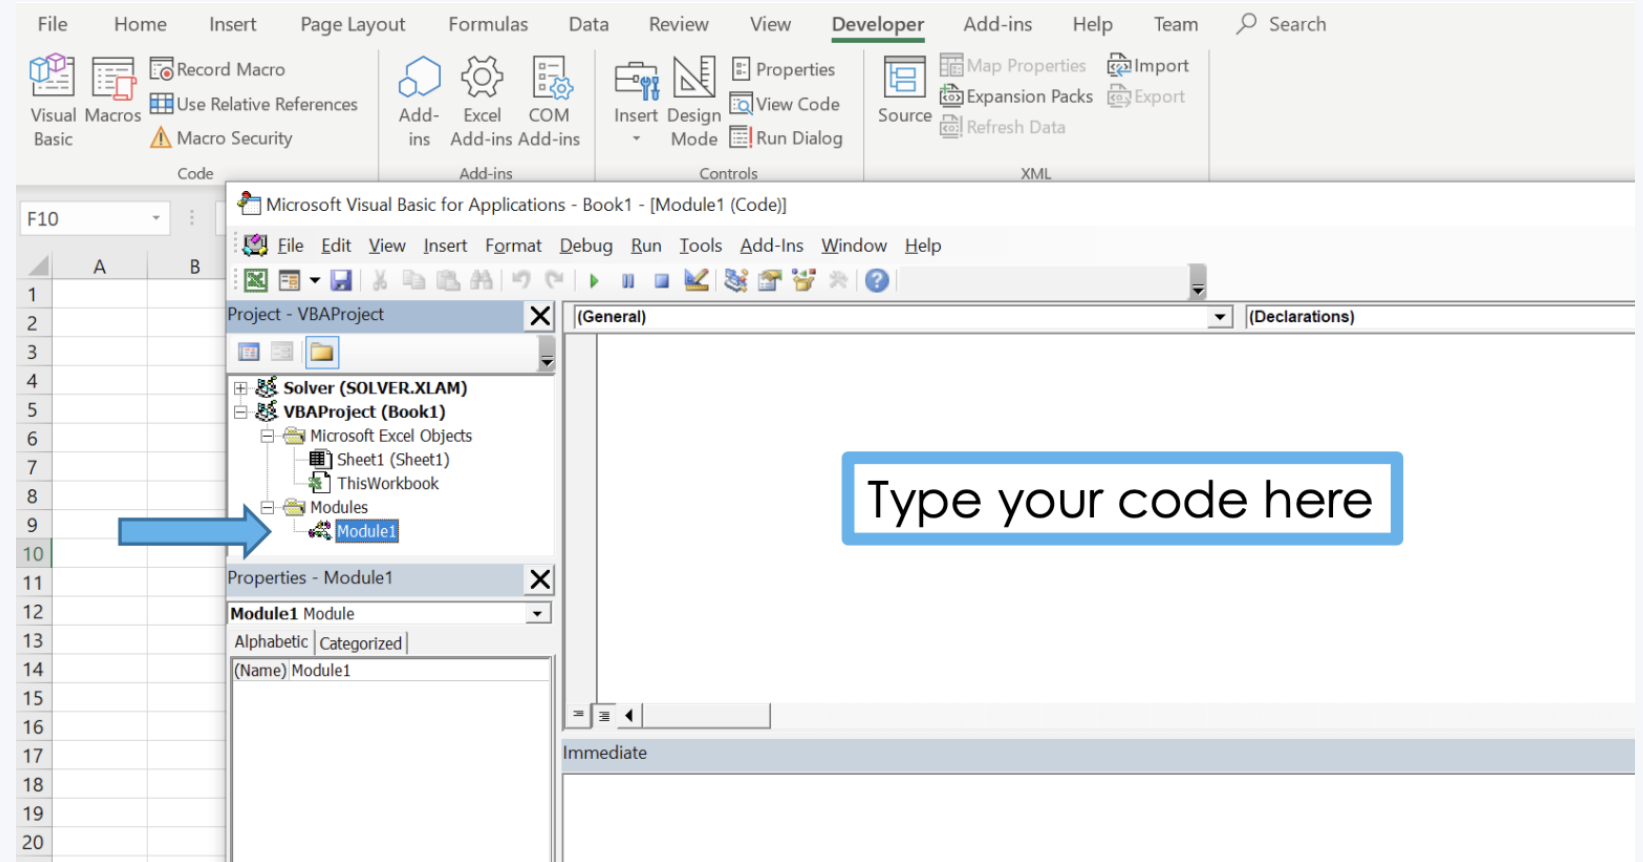 File Home Insert Page Layout Formulas Data Review View Developer Add-ins Help Team Search
Record Macro
Use Relative References
Macro Security
Visual Basic
Macros
Code
Add-ins
Excel Add-ins
COM Add-ins
Add-ins
Insert
Design Mode
Properties
View Code
Run Dialog
Controls
Source
Map Properties
Expansion Packs
Refresh Data
Import
Export
XML
F10
A B
1
2
3
4
5
6
7
8
9
10
11
12
13
14
15
16
17
18
19
20
Microsoft Visual Basic for Applications - Book1 - [Module1 (Code)]
File Edit View Insert Format Debug Run Tools Add-Ins Window Help
Project - VBAProject
Solver (SOLVER.XLAM)
VBAProject (Book1)
Microsoft Excel Objects
Sheet1 (Sheet1)
ThisWorkbook
Modules
Module1
Properties - Module1
Module1 Module
Alphabetic Categorized
(Name) Module1
(General) (Declarations)
Type your code here
Immediate